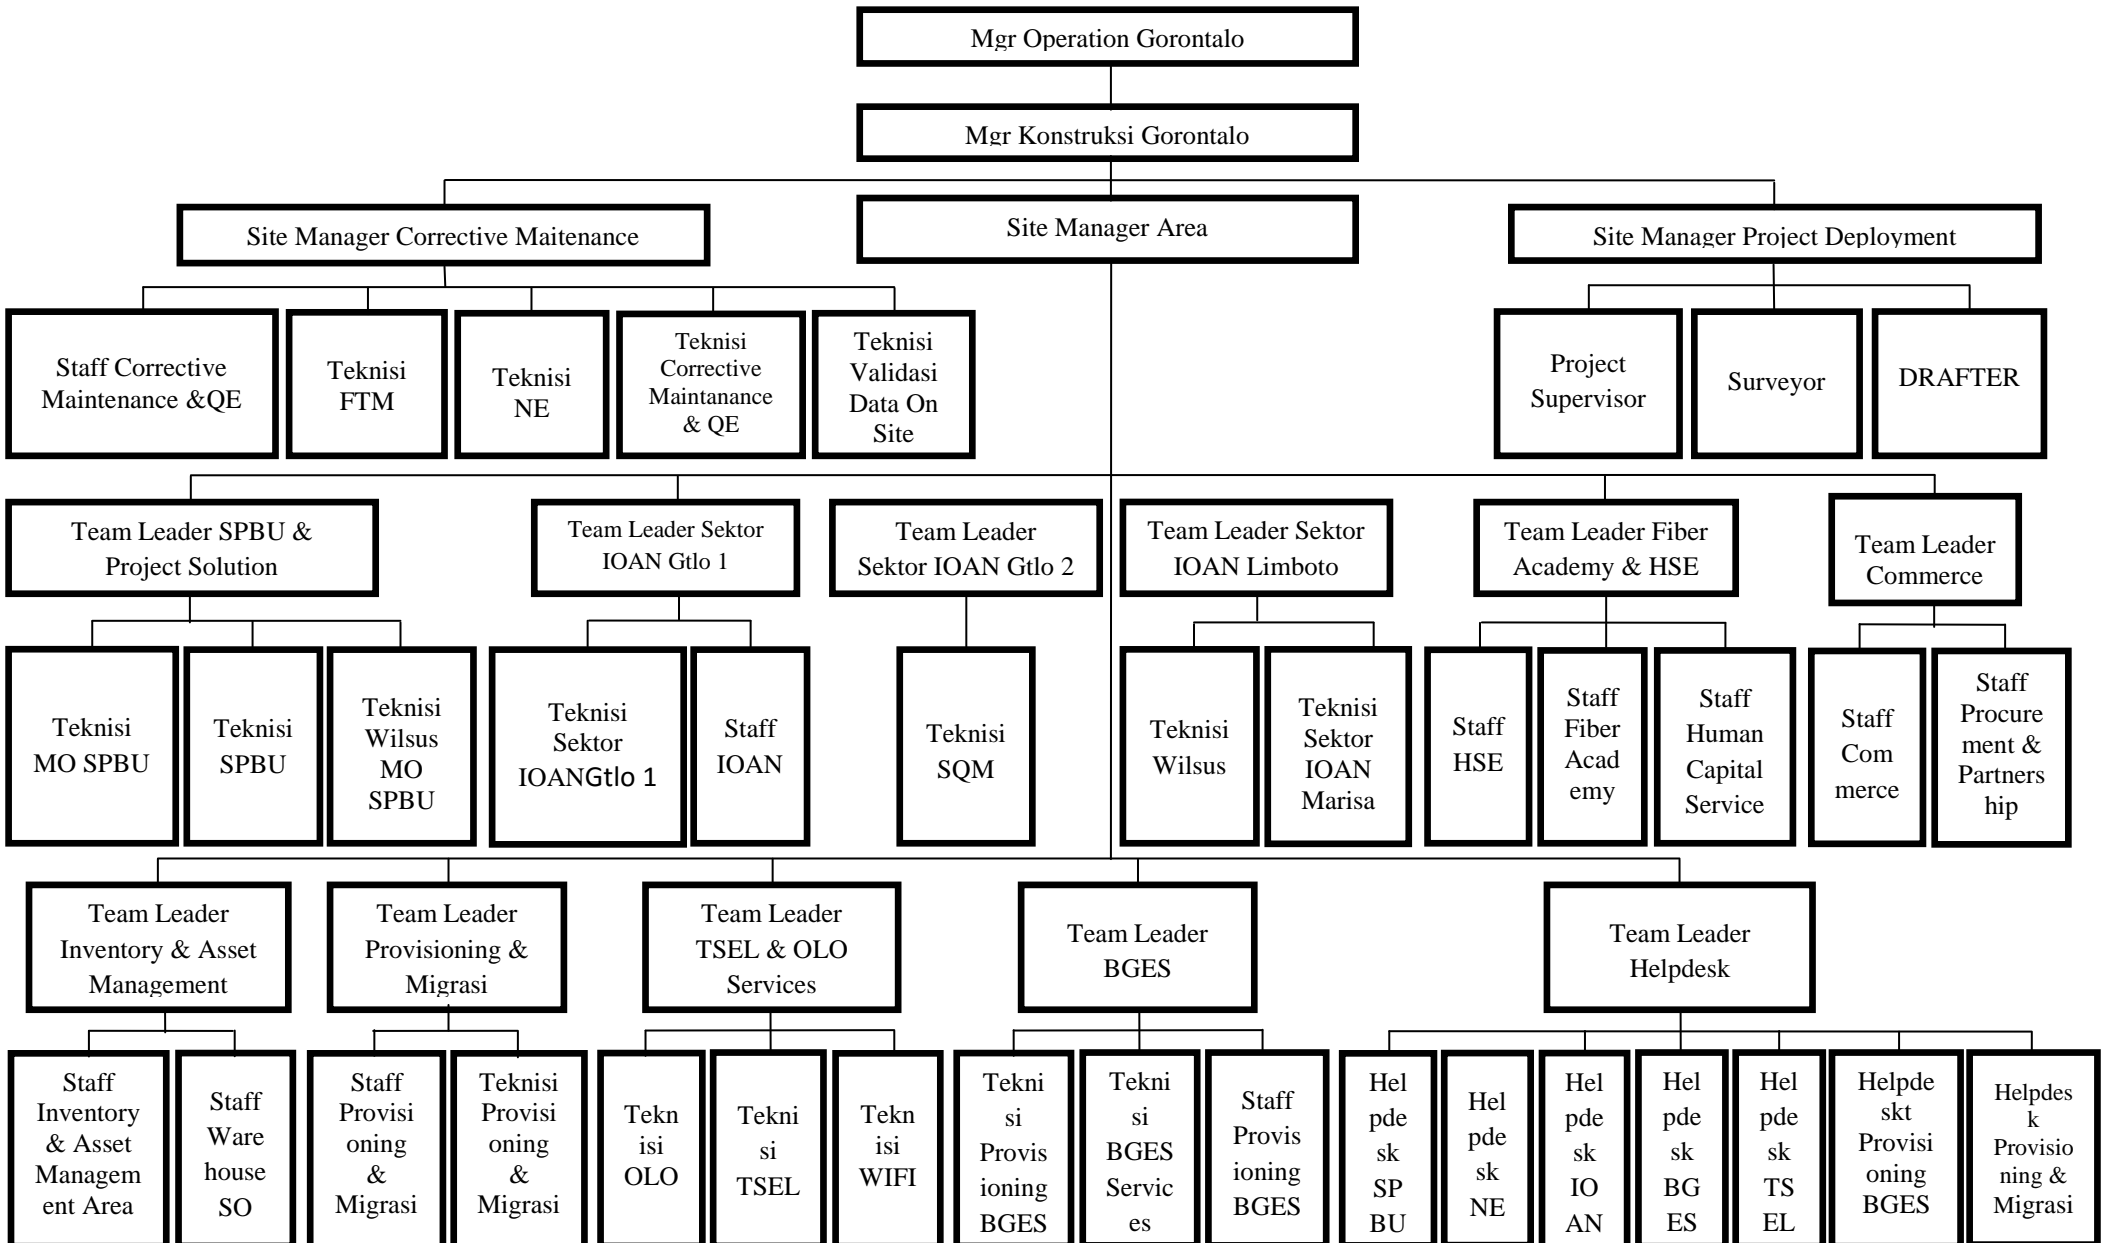 Mgr Operation Gorontalo
Mgr Konstruksi Gorontalo
Site Manager Corrective Maitenance
Site Manager Area
Site Manager Project Deployment
Staff Corrective
Maintenance &QE
Teknisi
FTM
Teknisi
NE
Teknisi
Corrective
Maintanance
& QE
Teknisi
Validasi
Data On
Site
Project
Supervisor
Surveyor
DRAFTER
Team Leader SPBU &
Project Solution
Team Leader Sektor
IOAN Gtlo 1
Team Leader
Sektor IOAN Gtlo 2
Team Leader Sektor
IOAN Limboto
Team Leader Fiber
Academy & HSE
Team Leader
Commerce
Teknisi
MO SPBU
Teknisi
SPBU
Teknisi
Wilsus
MO
SPBU
Teknisi
Sektor
IOANGtlo 1
Staff
IOAN
Teknisi
SQM
Teknisi
Wilsus
Teknisi
Sektor
IOAN
Marisa
Staff
HSE
Staff
Fiber
Acad
emy
Staff
Human
Capital
Service
Staff
Com
merce
Staff
Procure
ment &
Partners
hip
Team Leader
Inventory & Asset
Management
Team Leader
Provisioning &
Migrasi
Team Leader
TSEL & OLO
Services
Team Leader
BGES
Team Leader
Helpdesk
Staff
Inventory
& Asset
Managem
ent Area
Staff
Ware
house
SO
Staff
Provisi
oning
&
Migrasi
Teknisi
Provisi
oning
&
Migrasi
Tekn
isi
OLO
Tekni
si
TSEL
Tekn
isi
WIFI
Tekni
si
Provis
ioning
BGES
Tekni
si
BGES
Servic
es
Staff
Provis
ioning
BGES
Hel
pde
sk
SP
BU
Hel
pde
sk
NE
Hel
pde
sk
IO
AN
Hel
pde
sk
BG
ES
Hel
pde
sk
TS
EL
Helpde
skt
Provisi
oning
BGES
Helpdes
k
Provisio
ning &
Migrasi